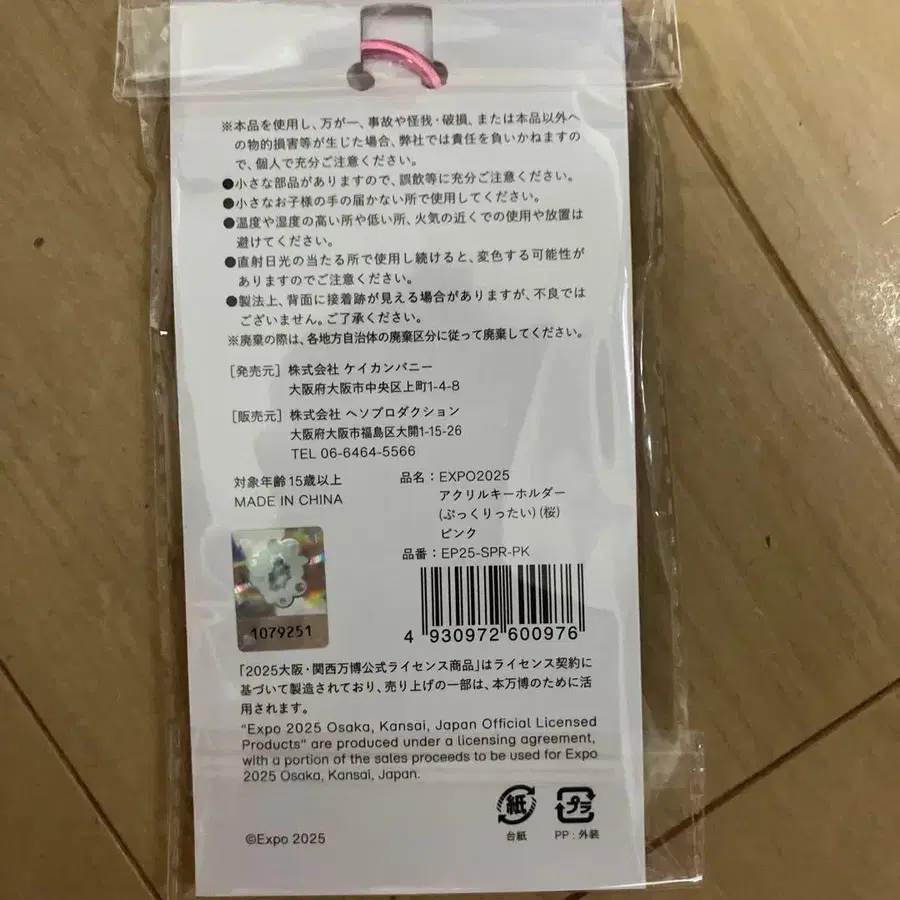 ※本品を使用し、万が一、事故や怪我・破損、または本品以外へ
の物的損害等が生じた場合、弊社では責任を負いかねますの
で、個人で充分ご注意ください。
●小さな部品がありますので、誤飲等に充分ご注意ください。
●小さなお子様の手の届かない所で使用してください。
●温度や湿度の高い所や低い所、火気の近くでの使用や放置は
避けてください。
●直射日光の当たる所で使用し続けると、変色する可能性が
ありますのでご注意ください。
●製法上、背面に接着跡が見える場合がありますが、不良では
ございません。ご了承ください。
※廃棄の際は、各地方自治体の廃棄区分に従って廃棄してください。
[発売元] 株式会社 ケイカンパニー
大阪府大阪市中央区上町1-4-8
[販売元] 株式会社 ヘソプロダクション
大阪府大阪市福島区大開1-15-26
TEL 06-6464-5566
対象年齢15歳以上
MADE IN CHINA
品名：EXPO2025
アクリルキーホルダー
(ぷっくりったい)(桜)
ピンク
品番：EP25-SPR-PK
1079251
4 930972 600976
「2025大阪・関西万博公式ライセンス商品」はライセンス契約に
基づいて製造されており、売り上げの一部は、本万博のために活
用されます。
"Expo 2025 Osaka, Kansai, Japan Official Licensed
Products" are produced under a licensing agreement,
with a portion of the sales proceeds to be used for Expo
2025 Osaka, Kansai, Japan.
紙
プラ
台紙
PP：外装
©Expo 2025